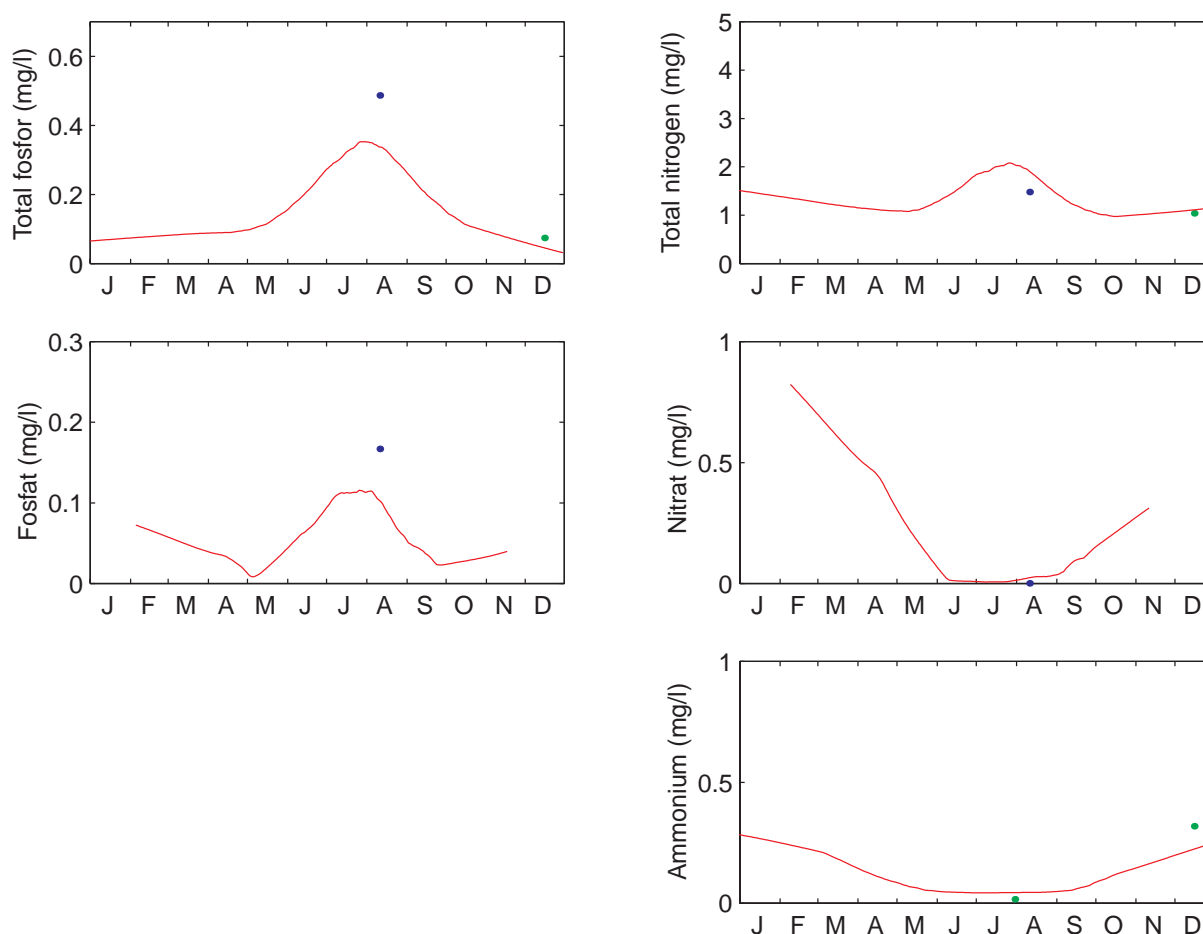 Total fosfor (mg/l)
0.6
0.4
0.2
0
J F M A M J J A S O N D
Total nitrogen (mg/l)
5
4
3
2
1
0
J F M A M J J A S O N D
Fosfat (mg/l)
0.3
0.2
0.1
0
J F M A M J J A S O N D
Nitrat (mg/l)
1
0.5
0
J F M A M J J A S O N D
Ammonium (mg/l)
1
0.5
0
J F M A M J J A S O N D